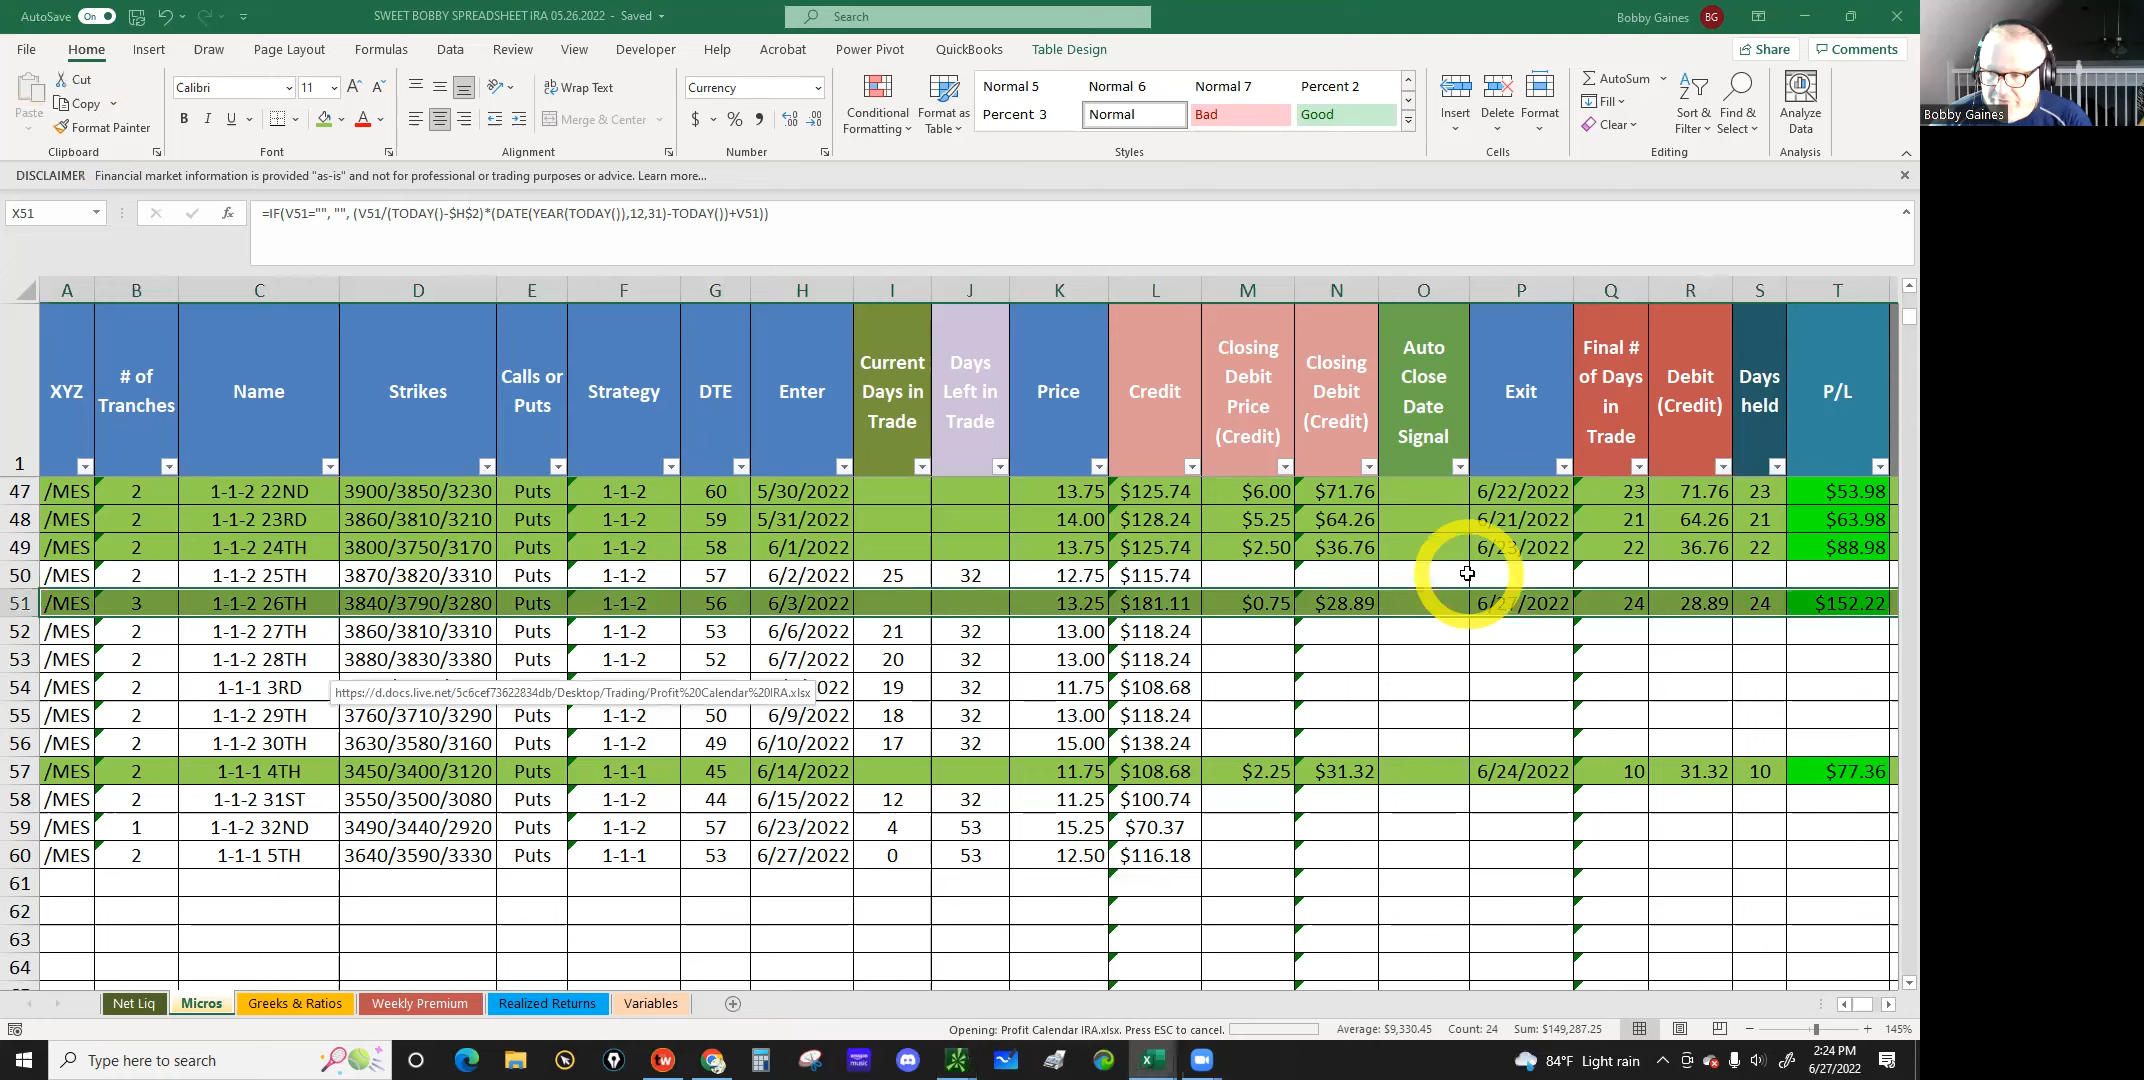 AutoSave On SWEET BOBBY SPREADSHEET IRA 05.26.2022 - Saved Search Bobby Gaines BG
File Home Insert Draw Page Layout Formulas Data Review View Developer Help Acrobat Power Pivot QuickBooks Table Design Share Comments
Paste Cut Copy Format Painter Clipboard
Calibri 11 B I U Font
Wrap Text Merge & Center Alignment
Currency $ % Number
Normal 5 Normal 6 Normal 7 Percent 2
Percent 3 Normal Bad Good
Conditional Formatting Format as Table Styles
Insert Delete Format Cells
AutoSum Fill Clear Sort & Filter Find & Select Editing
Analyze Data Analysis
Bobby Gaines
DISCLAIMER Financial market information is provided "as-is" and not for professional or trading purposes or advice. Learn more...
X51 fx =IF(V51="", "", (V51/(TODAY()-$H$2)*(DATE(YEAR(TODAY()),12,31)-TODAY())+V51))
A B C D E F G H I J K L M N O P Q R S T
1 XYZ # of Tranches Name Strikes Calls or Puts Strategy DTE Enter Current Days in Trade Days Left in Trade Price Credit Closing Debit Price (Credit) Closing Debit (Credit) Auto Close Date Signal Exit Final # of Days in Trade Debit (Credit) Days held P/L
47 /MES 2 1-1-2 22ND 3900/3850/3230 Puts 1-1-2 60 5/30/2022 13.75 $125.74 $6.00 $71.76 6/22/2022 23 71.76 23 $53.98
48 /MES 2 1-1-2 23RD 3860/3810/3210 Puts 1-1-2 59 5/31/2022 14.00 $128.24 $5.25 $64.26 6/21/2022 21 64.26 21 $63.98
49 /MES 2 1-1-2 24TH 3800/3750/3170 Puts 1-1-2 58 6/1/2022 13.75 $125.74 $2.50 $36.76 6/23/2022 22 36.76 22 $88.98
50 /MES 2 1-1-2 25TH 3870/3820/3310 Puts 1-1-2 57 6/2/2022 25 32 12.75 $115.74
51 /MES 3 1-1-2 26TH 3840/3790/3280 Puts 1-1-2 56 6/3/2022 13.25 $181.11 $0.75 $28.89 6/27/2022 24 28.89 24 $152.22
52 /MES 2 1-1-2 27TH 3860/3810/3310 Puts 1-1-2 53 6/6/2022 21 32 13.00 $118.24
53 /MES 2 1-1-2 28TH 3880/3830/3380 Puts 1-1-2 52 6/7/2022 20 32 13.00 $118.24
54 /MES 2 1-1-1 3RD 2022 19 32 11.75 $108.68
https://d.docs.live.net/5c6cef73622834db/Desktop/Trading/Profit%20Calendar%20IRA.xlsx
55 /MES 2 1-1-2 29TH 3760/3710/3290 Puts 1-1-2 50 6/9/2022 18 32 13.00 $118.24
56 /MES 2 1-1-2 30TH 3630/3580/3160 Puts 1-1-2 49 6/10/2022 17 32 15.00 $138.24
57 /MES 2 1-1-1 4TH 3450/3400/3120 Puts 1-1-1 45 6/14/2022 11.75 $108.68 $2.25 $31.32 6/24/2022 10 31.32 10 $77.36
58 /MES 2 1-1-2 31ST 3550/3500/3080 Puts 1-1-2 44 6/15/2022 12 32 11.25 $100.74
59 /MES 1 1-1-2 32ND 3490/3440/2920 Puts 1-1-2 57 6/23/2022 4 53 15.25 $70.37
60 /MES 2 1-1-1 5TH 3640/3590/3330 Puts 1-1-1 53 6/27/2022 0 53 12.50 $116.18
61
62
63
64
Net Liq Micros Greeks & Ratios Weekly Premium Realized Returns Variables
Opening: Profit Calendar IRA.xlsx. Press ESC to cancel. Average: $9,330.45 Count: 24 Sum: $149,287.25 145%
Type here to search 84°F Light rain 2:24 PM
6/27/2022